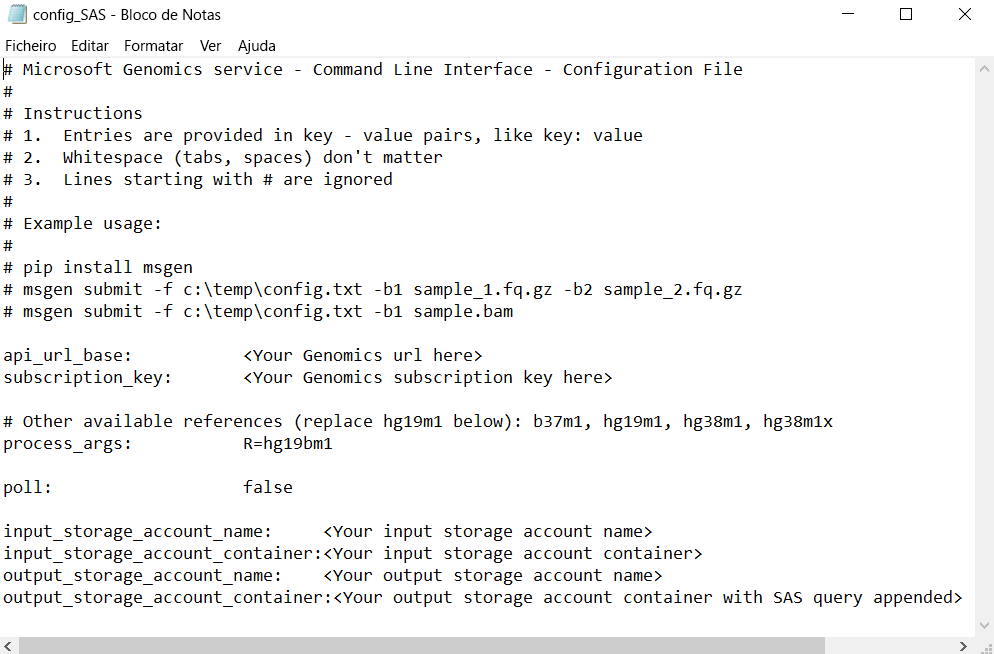 config_SAS - Bloco de Notas
Ficheiro Editar Formatar Ver Ajuda
# Microsoft Genomics service - Command Line Interface - Configuration File
#
# Instructions
# 1.  Entries are provided in key - value pairs, like key: value
# 2.  Whitespace (tabs, spaces) don't matter
# 3.  Lines starting with # are ignored
#
# Example usage:
#
# pip install msgen
# msgen submit -f c:\temp\config.txt -b1 sample_1.fq.gz -b2 sample_2.fq.gz
# msgen submit -f c:\temp\config.txt -b1 sample.bam
api_url_base:           <Your Genomics url here>
subscription_key:       <Your Genomics subscription key here>
# Other available references (replace hg19m1 below): b37m1, hg19m1, hg38m1, hg38m1x
process_args:           R=hg19bm1
poll:                   false
input_storage_account_name:     <Your input storage account name>
input_storage_account_container:<Your input storage account container>
output_storage_account_name:    <Your output storage account name>
output_storage_account_container:<Your output storage account container with SAS query appended>